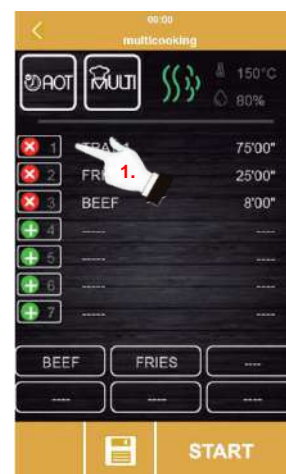 00:00
multicooking
AOT MULTI 150°C
80%
1 75'00"
2 25'00"
3 BEEF 8'00"
4 ----- ----
5 ----- ----
6 ----- ----
7 ----- ----
1.
BEEF FRIES ----
---- ---- ----
START